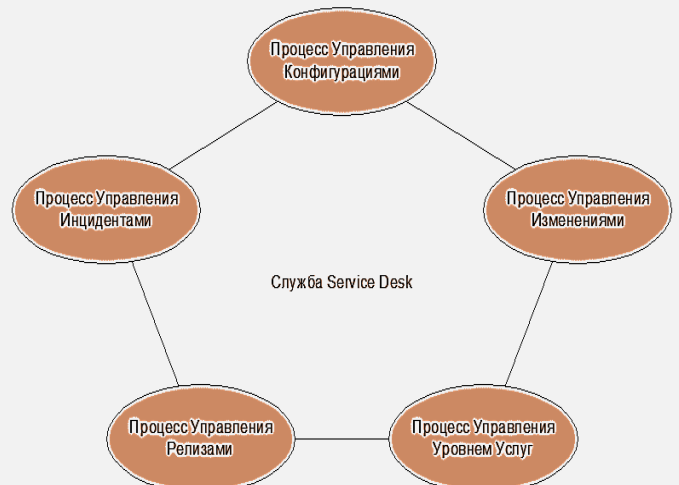 Процесс Управления
Конфигурациями
Процесс Управления
Инцидентами
Процесс Управления
Изменениями
Служба Service Desk
Процесс Управления
Релизами
Процесс Управления
Уровнем Услуг